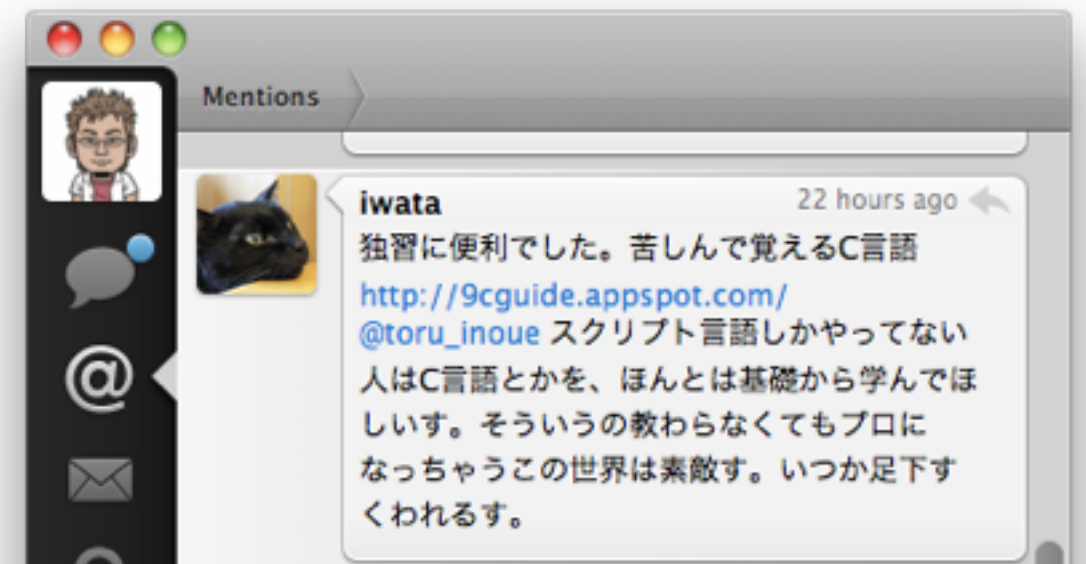 Mentions
iwata
22 hours ago
独習に便利でした。苦しんで覚えるC言語
http://9cguide.appspot.com/
@toru_inoue スクリプト言語しかやってない
人はC言語とかを、ほんとは基礎から学んでほ
しいす。そういうの教わらなくてもプロに
なっちゃうこの世界は素敵す。いつか足下す
くわれるす。